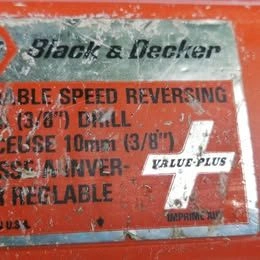 Black & Decker
ABLE SPEED REVERSING
(3/8") DRILL
CEUSE 10mm (3/8")
SSE INVER-
REGLABLE
VALUE-PLUS
IMPRIME AU
U.S.A.